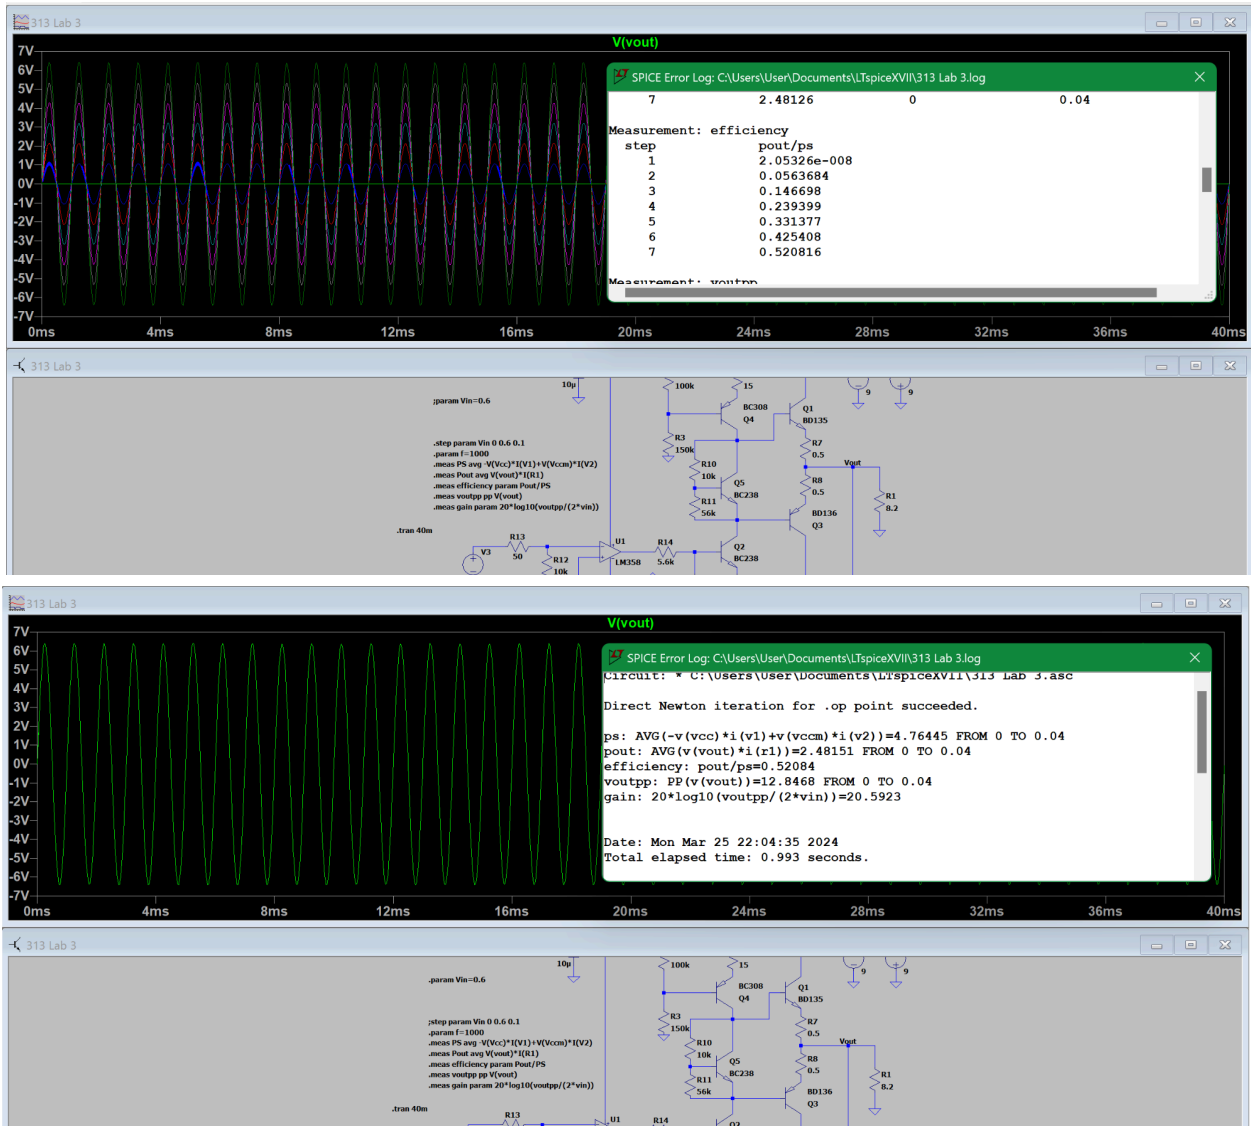 313 Lab 3
V(vout)
7V
6V
5V
4V
3V
2V
1V
0V
-1V
-2V
-3V
-4V
-5V
-6V
-7V
0ms 4ms 8ms 12ms 16ms 20ms 24ms 28ms 32ms 36ms 40ms
SPICE Error Log: C:\Users\User\Documents\LTspiceXVII\313 Lab 3.log
7 2.48126 0 0.04
Measurement: efficiency
step pout/ps
1 2.05326e-008
2 0.0563684
3 0.146698
4 0.239399
5 0.331377
6 0.425408
7 0.520816
Measurement: voutpp
313 Lab 3
;param Vin=0.6
.step param Vin 0 0.6 0.1
.param f=1000
.meas PS avg -V(Vcc)*I(V1)+V(Vccm)*I(V2)
.meas Pout avg V(vout)*I(R1)
.meas efficiency param Pout/PS
.meas voutpp pp V(vout)
.meas gain param 20*log10(voutpp/(2*vin))
.tran 40m
10µ
100k
15
BC308
Q4
Q1
BD135
9
9
R3
150k
R7
0.5
Vout
R10
10k
R8
0.5
Q5
BC238
R11
56k
R1
8.2
BD136
Q3
V3
R13
50
R12
10k
U1
LM358
R14
5.6k
Q2
BC238
313 Lab 3
V(vout)
7V
6V
5V
4V
3V
2V
1V
0V
-1V
-2V
-3V
-4V
-5V
-6V
-7V
0ms 4ms 8ms 12ms 16ms 20ms 24ms 28ms 32ms 36ms 40ms
SPICE Error Log: C:\Users\User\Documents\LTspiceXVII\313 Lab 3.log
Circuit: * C:\Users\User\Documents\LTspiceXVII\313 Lab 3.asc
Direct Newton iteration for .op point succeeded.
ps: AVG(-v(vcc)*i(v1)+v(vccm)*i(v2))=4.76445 FROM 0 TO 0.04
pout: AVG(v(vout)*i(r1))=2.48151 FROM 0 TO 0.04
efficiency: pout/ps=0.52084
voutpp: PP(v(vout))=12.8468 FROM 0 TO 0.04
gain: 20*log10(voutpp/(2*vin))=20.5923
Date: Mon Mar 25 22:04:35 2024
Total elapsed time: 0.993 seconds.
313 Lab 3
.param Vin=0.6
;step param Vin 0 0.6 0.1
.param f=1000
.meas PS avg -V(Vcc)*I(V1)+V(Vccm)*I(V2)
.meas Pout avg V(vout)*I(R1)
.meas efficiency param Pout/PS
.meas voutpp pp V(vout)
.meas gain param 20*log10(voutpp/(2*vin))
.tran 40m
10µ
100k
15
BC308
Q4
Q1
BD135
9
9
R3
150k
R7
0.5
Vout
R10
10k
R8
0.5
Q5
BC238
R11
56k
R1
8.2
BD136
Q3
R13
U1
R14
Q2